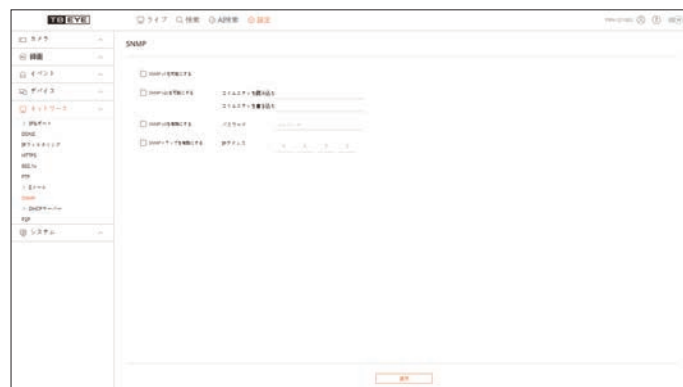 TB EYE
ライブ 検索 AI検索 設定
カメラ
録画
イベント
デバイス
ネットワーク
IP&ポート
DDNS
IPフィルタリング
HTTPS
802.1x
FTP
Eメール
SNMP
DHCPサーバー
P2P
システム
SNMP
SNMP v1を可能にする
SNMP v2cを可能にする コミュニティを読み込む
コミュニティを書き込む
SNMP v3を有効にする パスワード
SNMPトラップを有効にする IPアドレス
適用